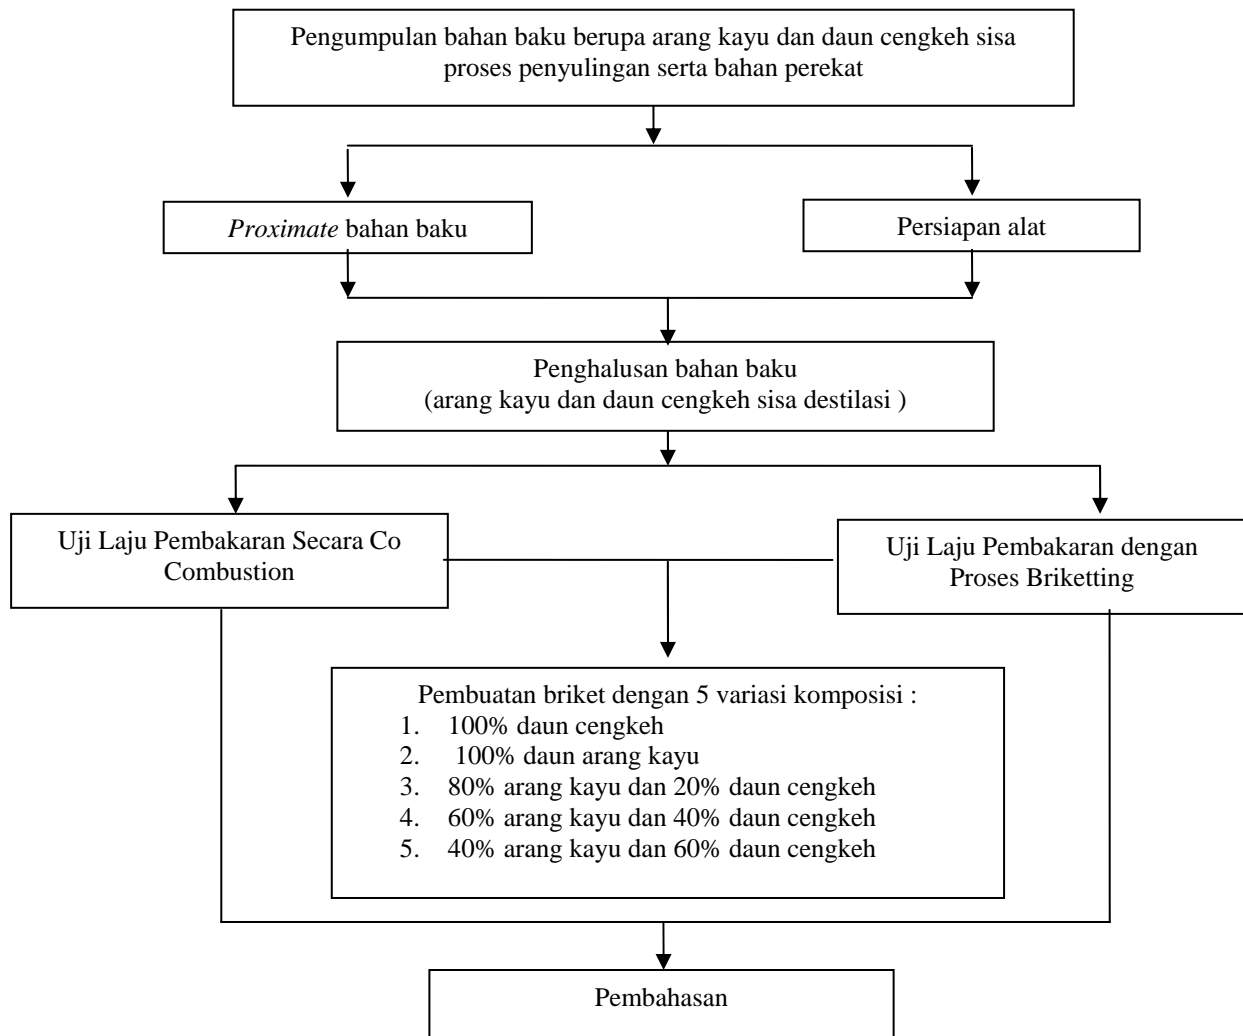 Pengumpulan bahan baku berupa arang kayu dan daun cengkeh sisa
proses penyulingan serta bahan perekat
Proximate bahan baku
Persiapan alat
Penghalusan bahan baku
(arang kayu dan daun cengkeh sisa destilasi )
Uji Laju Pembakaran Secara Co
Combustion
Uji Laju Pembakaran dengan
Proses Briketting
Pembuatan briket dengan 5 variasi komposisi :
1. 100% daun cengkeh
2. 100% daun arang kayu
3. 80% arang kayu dan 20% daun cengkeh
4. 60% arang kayu dan 40% daun cengkeh
5. 40% arang kayu dan 60% daun cengkeh
Pembahasan